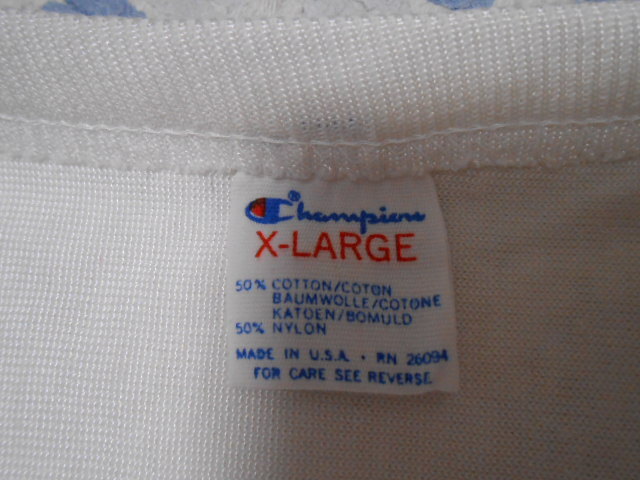 Champion®
X-LARGE
50% COTTON/COTON
BAUMWOLLE/COTONE
KATOEN/BOMULD
50% NYLON
MADE IN U.S.A. • RN 26094
FOR CARE SEE REVERSE